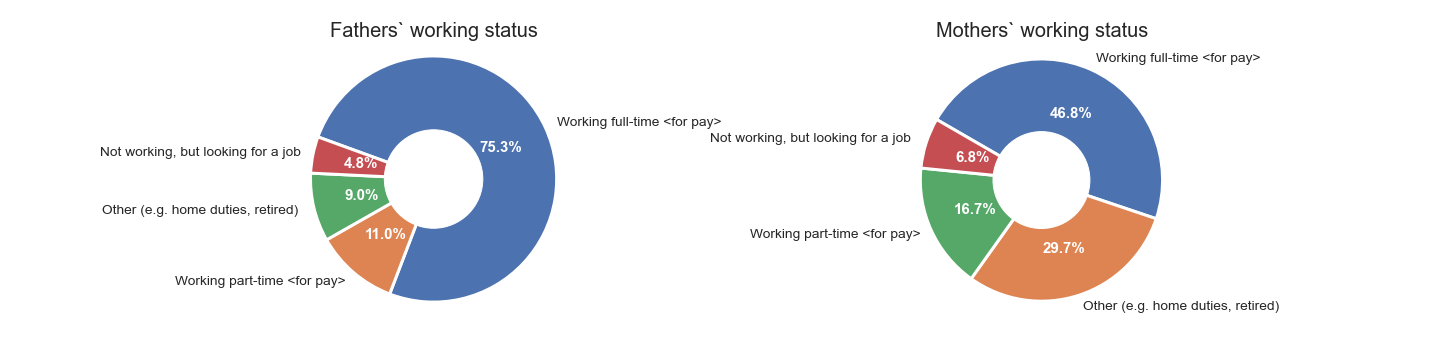 Fathers` working status
Working full-time <for pay>
75.3%
Not working, but looking for a job
4.8%
Other (e.g. home duties, retired)
9.0%
Working part-time <for pay>
11.0%
Mothers` working status
Working full-time <for pay>
46.8%
Not working, but looking for a job
6.8%
Working part-time <for pay>
16.7%
Other (e.g. home duties, retired)
29.7%